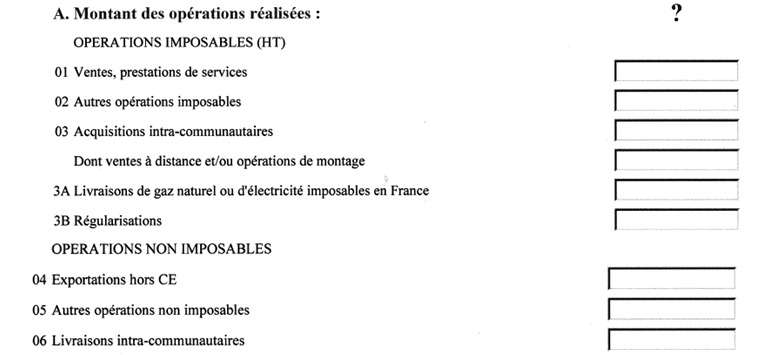 A. Montant des opérations réalisées : ?
OPERATIONS IMPOSABLES (HT)
01 Ventes, prestations de services
02 Autres opérations imposables
03 Acquisitions intra-communautaires
Dont ventes à distance et/ou opérations de montage
3A Livraisons de gaz naturel ou d'électricité imposables en France
3B Régularisations
OPERATIONS NON IMPOSABLES
04 Exportations hors CE
05 Autres opérations non imposables
06 Livraisons intra-communautaires